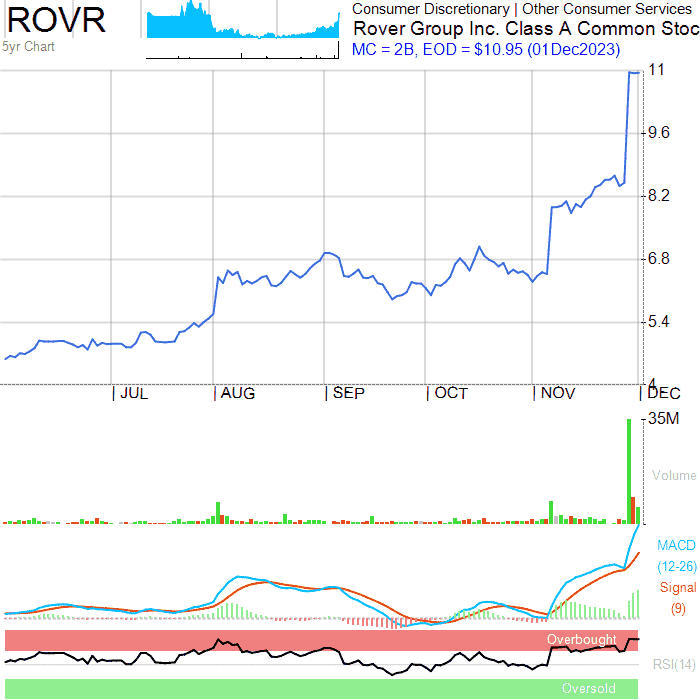 ROVR
5yr Chart
Consumer Discretionary | Other Consumer Services
Rover Group Inc. Class A Common Stoc
MC = 2B, EOD = $10.95 (01Dec2023)
11
9.6
8.2
6.8
5.4
4
JUL
AUG
SEP
OCT
NOV
DEC
35M
Volume
MACD
(12-26)
Signal
(9)
Overbought
RSI(14)
Oversold